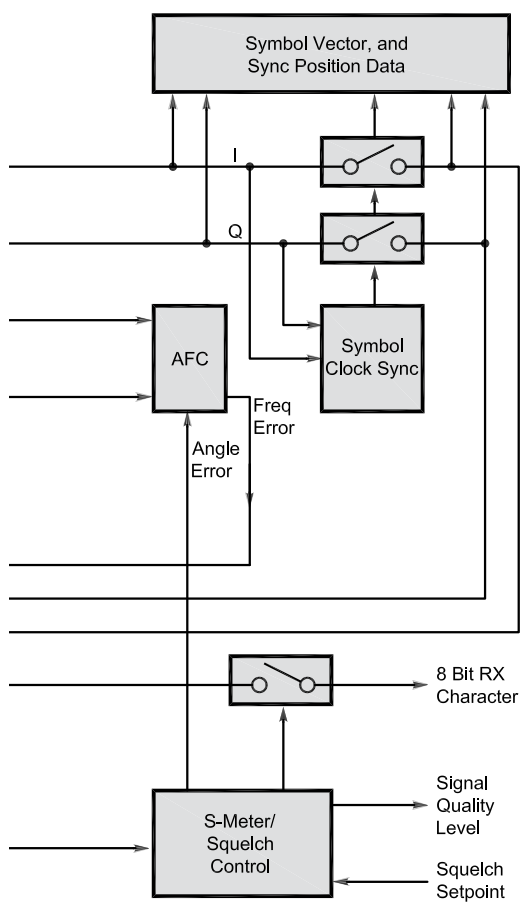 Symbol Vector, and
Sync Position Data
I
Q
Symbol
Clock Sync
AFC
Freq
Error
Angle
Error
8 Bit RX
Character
S-Meter/
Squelch
Control
Signal
Quality
Level
Squelch
Setpoint